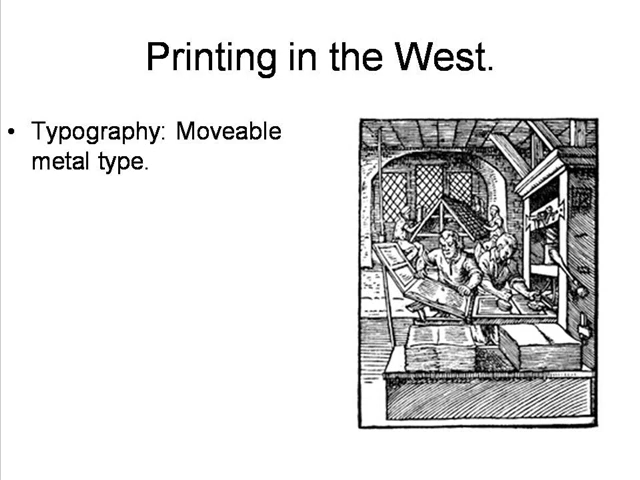 Printing in the West.
• Typography: Moveable
metal type.